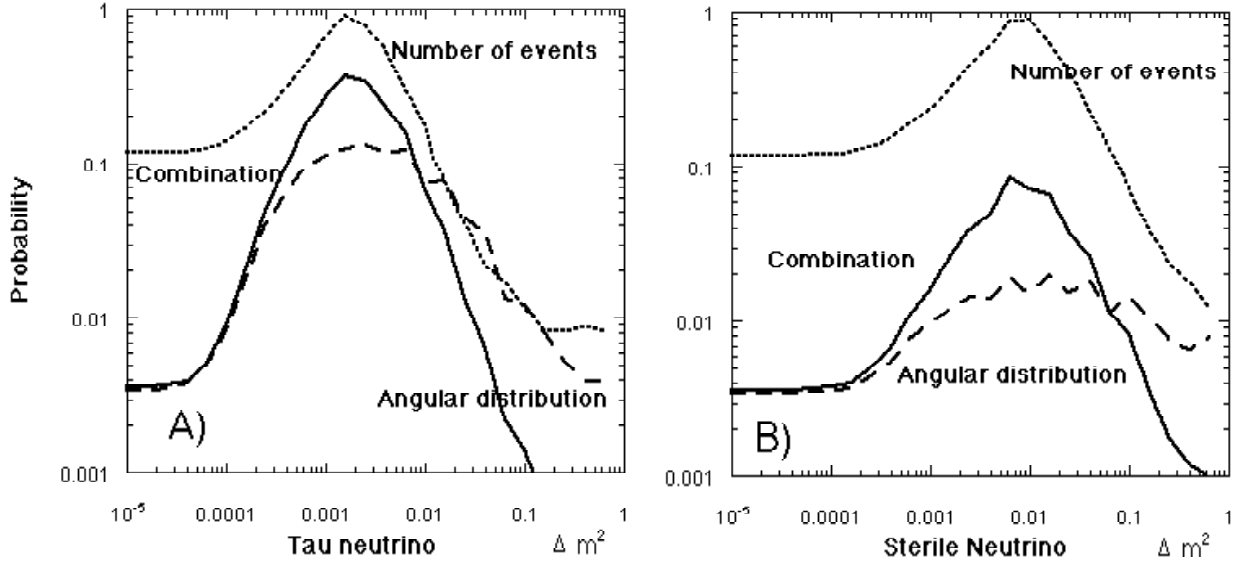 1
Number of events
0.1
Combination
0.01
Angular distribution
A)
0.001
10⁻⁵ 0.0001 0.001 0.01 0.1 1
Tau neutrino Δ m²
Probability
1
Number of events
0.1
Combination
0.01
Angular distribution
B)
0.001
10⁻⁵ 0.0001 0.001 0.01 0.1 1
Sterile Neutrino Δ m²